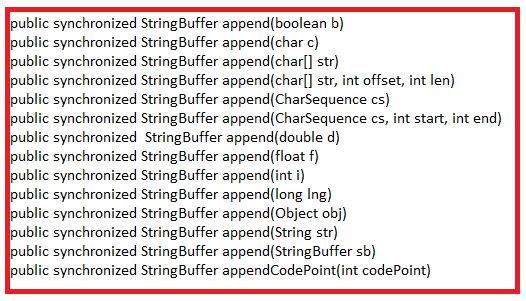 public synchronized StringBuffer append(boolean b)
public synchronized StringBuffer append(char c)
public synchronized StringBuffer append(char[] str)
public synchronized StringBuffer append(char[] str, int offset, int len)
public synchronized StringBuffer append(CharSequence cs)
public synchronized StringBuffer append(CharSequence cs, int start, int end)
public synchronized  StringBuffer append(double d)
public synchronized StringBuffer append(float f)
public synchronized StringBuffer append(int i)
public synchronized StringBuffer append(long lng)
public synchronized StringBuffer append(Object obj)
public synchronized StringBuffer append(String str)
public synchronized StringBuffer append(StringBuffer sb)
public synchronized StringBuffer appendCodePoint(int codePoint)